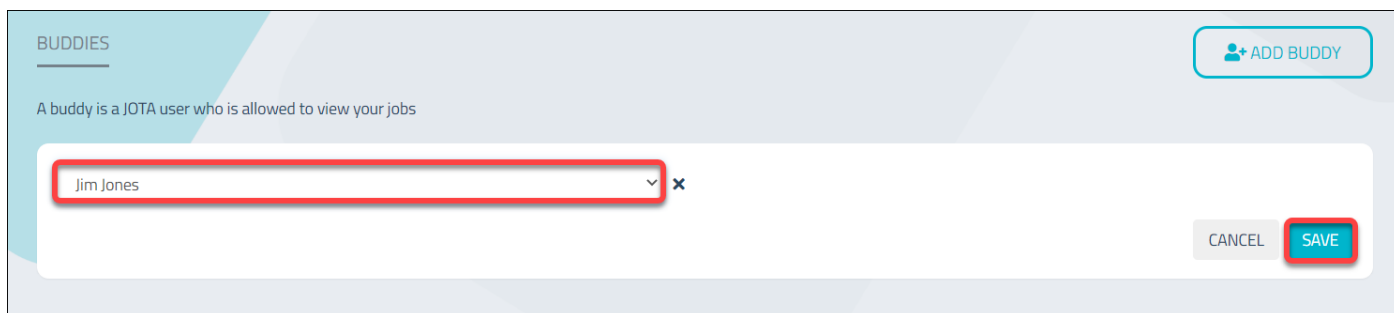 BUDDIES
ADD BUDDY
A buddy is a JOTA user who is allowed to view your jobs
Jim Jones
CANCEL
SAVE